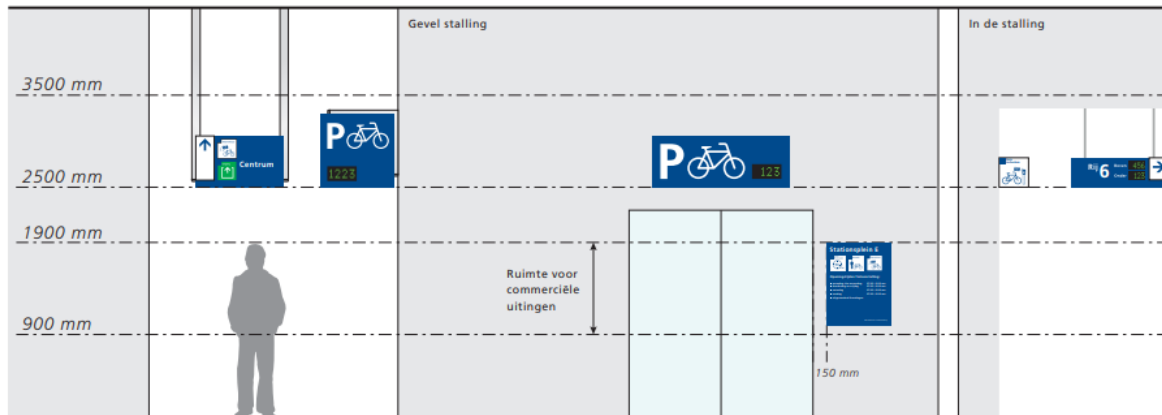 Gevel stalling
In de stalling
3500 mm
Centrum
P
1223
P
123
Rij 6
456
123
2500 mm
1900 mm
Stationsplein 6
Ruimte voor
commerciële
uitingen
900 mm
150 mm